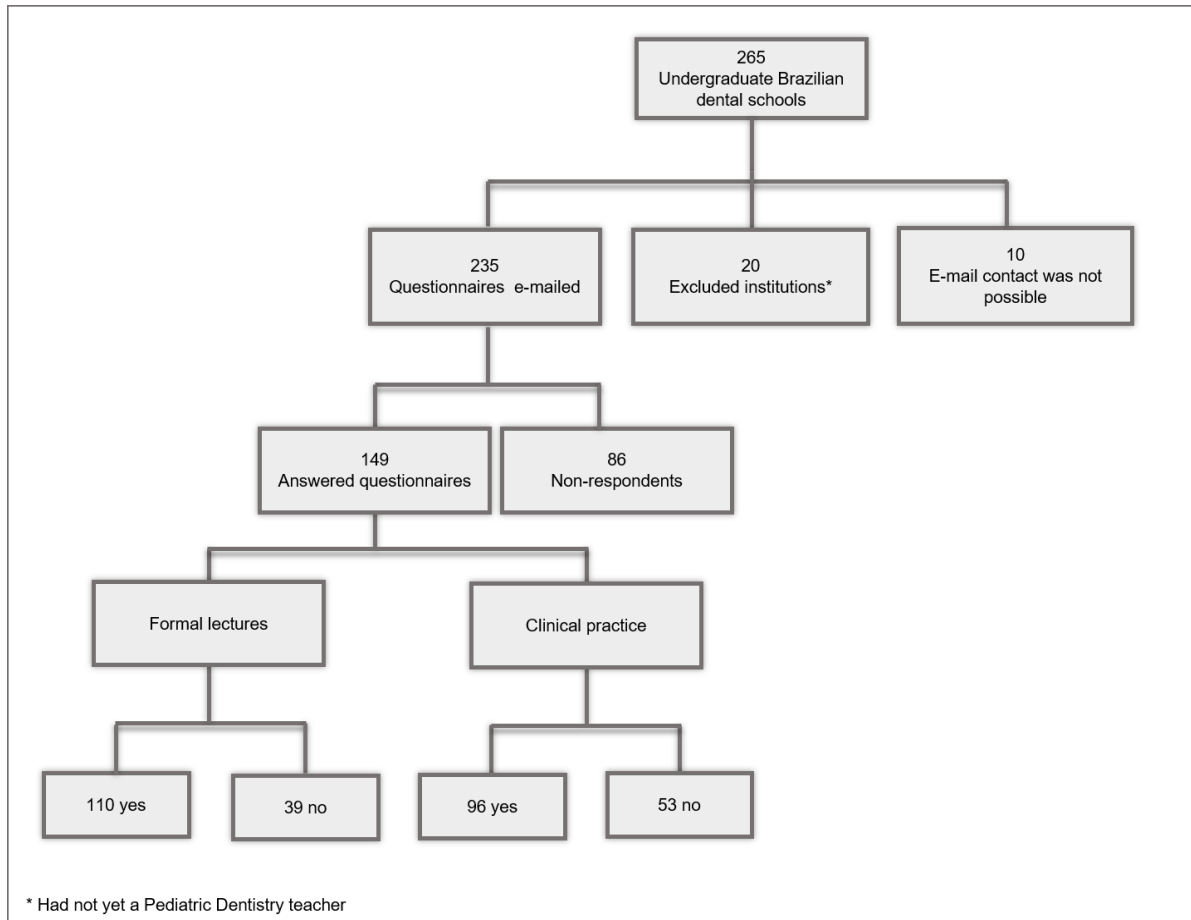 265
Undergraduate Brazilian
dental schools
235
Questionnaires e-mailed
20
Excluded institutions*
10
E-mail contact was not
possible
149
Answered questionnaires
86
Non-respondents
Formal lectures
Clinical practice
110 yes
39 no
96 yes
53 no
* Had not yet a Pediatric Dentistry teacher